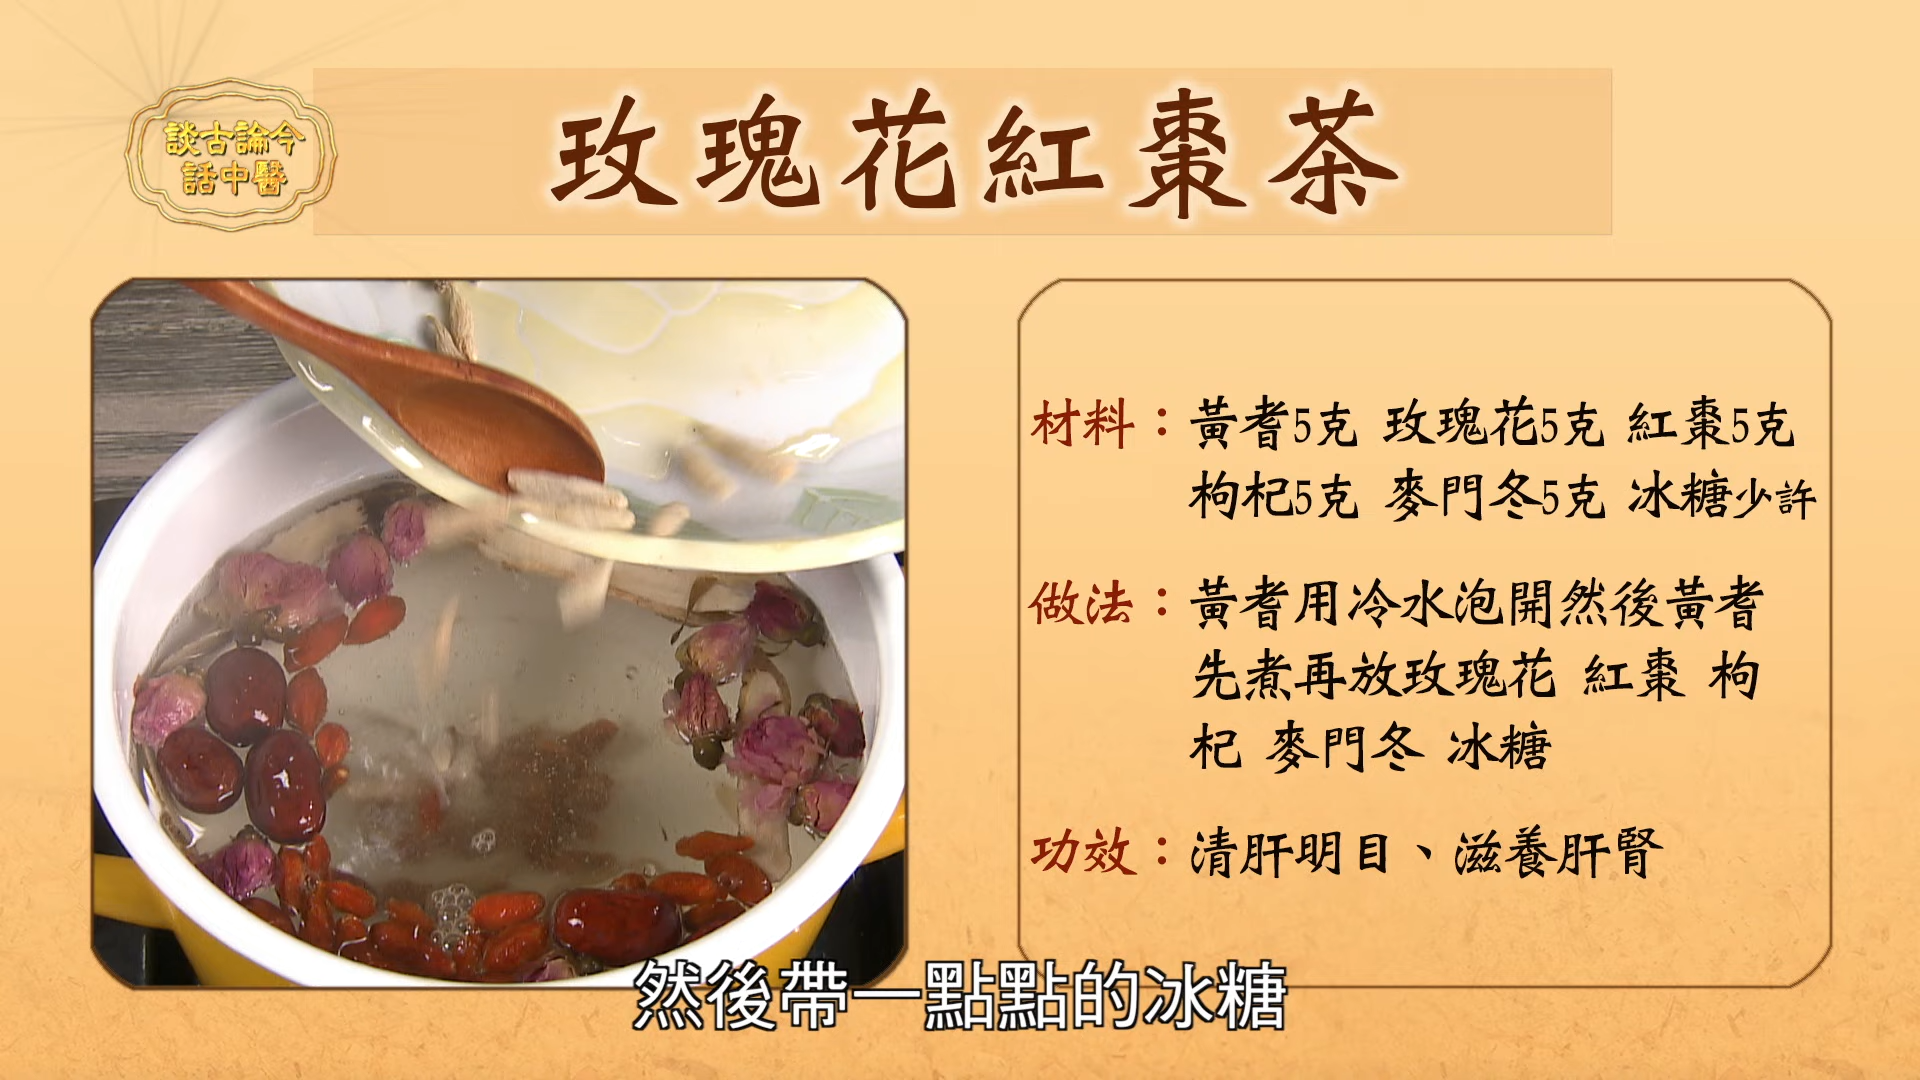 談古論今
話中醫
玫瑰花紅棗茶
材料：黃耆5克 玫瑰花5克 紅棗5克
枸杞5克 麥門冬5克 冰糖少許
做法：黃耆用冷水泡開然後黃耆
先煮再放玫瑰花 紅棗 枸
杞 麥門冬 冰糖
功效：清肝明目、滋養肝腎
然後帶一點點的冰糖